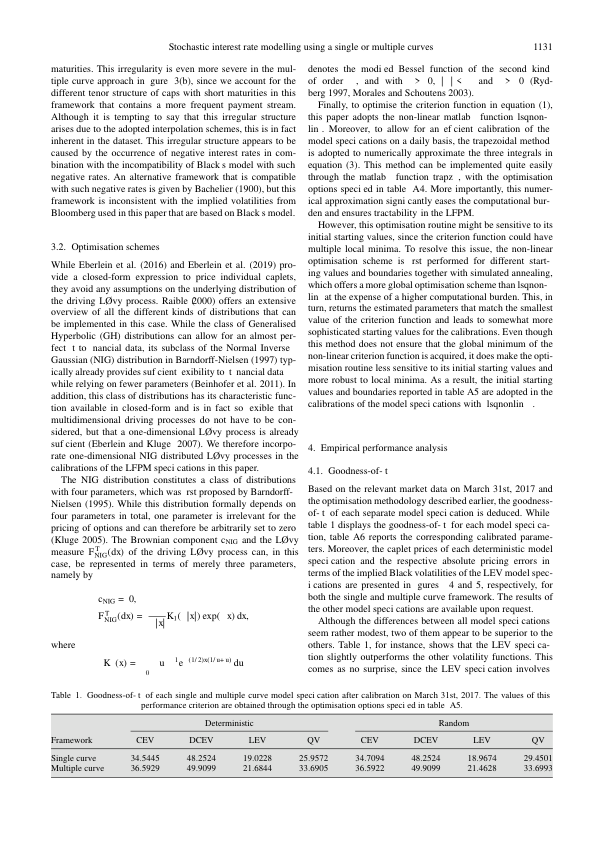 Stochastic interest rate modelling using a single or multiple curves 1131
maturities. This irregularity is even more severe in the mul-
tiple curve approach in gure 3(b), since we account for the
different tenor structure of caps with short maturities in this
framework that contains a more frequent payment stream.
Although it is tempting to say that this irregular structure
arises due to the adopted interpolation schemes, this is in fact
inherent in the dataset. This irregular structure appears to be
caused by the occurrence of negative interest rates in com-
bination with the incompatibility of Black s model with such
negative rates. An alternative framework that is compatible
with such negative rates is given by Bachelier (1900), but this
framework is inconsistent with the implied volatilities from
Bloomberg used in this paper that are based on Black s model.
3.2. Optimisation schemes
While Eberlein et al. (2016) and Eberlein et al. (2019) pro-
vide a closed-form expression to price individual caplets,
they avoid any assumptions on the underlying distribution of
the driving LØvy process. Raible (2000) offers an extensive
overview of all the different kinds of distributions that can
be implemented in this case. While the class of Generalised
Hyperbolic (GH) distributions can allow for an almost per-
fect t to nancial data, its subclass of the Normal Inverse
Gaussian (NIG) distribution in Barndorff-Nielsen (1997) typ-
ically already provides suf cient exibility to t nancial data
while relying on fewer parameters (Beinhofer et al. 2011). In
addition, this class of distributions has its characteristic func-
tion available in closed-form and is in fact so exible that
multidimensional driving processes do not have to be con-
sidered, but that a one-dimensional LØvy process is already
suf cient (Eberlein and Kluge 2007). We therefore incorpo-
rate one-dimensional NIG distributed LØvy processes in the
calibrations of the LFPM speci cations in this paper.
The NIG distribution constitutes a class of distributions
with four parameters, which was rst proposed by Barndorff-
Nielsen (1995). While this distribution formally depends on
four parameters in total, one parameter is irrelevant for the
pricing of options and can therefore be arbitrarily set to zero
(Kluge 2005). The Brownian component cNIG and the LØvy
measure F^T_NIG(dx) of the driving LØvy process can, in this
case, be represented in terms of merely three parameters,
namely by
cNIG = 0,
F^T_NIG(dx) = |x| K1( |x|) exp( x) dx,
where
K (x) = 0 u 1e (1/2)x(1/u+u) du
denotes the modi ed Bessel function of the second kind
of order , and with > 0, | | < and > 0 (Ryd-
berg 1997, Morales and Schoutens 2003).
Finally, to optimise the criterion function in equation (1),
this paper adopts the non-linear matlab function lsqnon-
lin . Moreover, to allow for an ef cient calibration of the
model speci cations on a daily basis, the trapezoidal method
is adopted to numerically approximate the three integrals in
equation (3). This method can be implemented quite easily
through the matlab function trapz , with the optimisation
options speci ed in table A4. More importantly, this numer-
ical approximation signi cantly eases the computational bur-
den and ensures tractability in the LFPM.
However, this optimisation routine might be sensitive to its
initial starting values, since the criterion function could have
multiple local minima. To resolve this issue, the non-linear
optimisation scheme is rst performed for different start-
ing values and boundaries together with simulated annealing,
which offers a more global optimisation scheme than lsqnon-
lin at the expense of a higher computational burden. This, in
turn, returns the estimated parameters that match the smallest
value of the criterion function and leads to somewhat more
sophisticated starting values for the calibrations. Even though
this method does not ensure that the global minimum of the
non-linear criterion function is acquired, it does make the opti-
misation routine less sensitive to its initial starting values and
more robust to local minima. As a result, the initial starting
values and boundaries reported in table A5 are adopted in the
calibrations of the model speci cations with lsqnonlin .
4. Empirical performance analysis
4.1. Goodness-of- t
Based on the relevant market data on March 31st, 2017 and
the optimisation methodology described earlier, the goodness-
of- t of each separate model speci cation is deduced. While
table 1 displays the goodness-of- t for each model speci ca-
tion, table A6 reports the corresponding calibrated parame-
ters. Moreover, the caplet prices of each deterministic model
speci cation and the respective absolute pricing errors in
terms of the implied Black volatilities of the LEV model spec-
i cations are presented in gures 4 and 5, respectively, for
both the single and multiple curve framework. The results of
the other model speci cations are available upon request.
Although the differences between all model speci cations
seem rather modest, two of them appear to be superior to the
others. Table 1, for instance, shows that the LEV speci ca-
tion slightly outperforms the other volatility functions. This
comes as no surprise, since the LEV speci cation involves
Table 1. Goodness-of- t of each single and multiple curve model speci cation after calibration on March 31st, 2017. The values of this
performance criterion are obtained through the optimisation options speci ed in table A5.
Deterministic Random
Framework CEV DCEV LEV QV CEV DCEV LEV QV
Single curve 34.5445 48.2524 19.0228 25.9572 34.7094 48.2524 18.9674 29.4501
Multiple curve 36.5929 49.9099 21.6844 33.6905 36.5922 49.9099 21.4628 33.6993